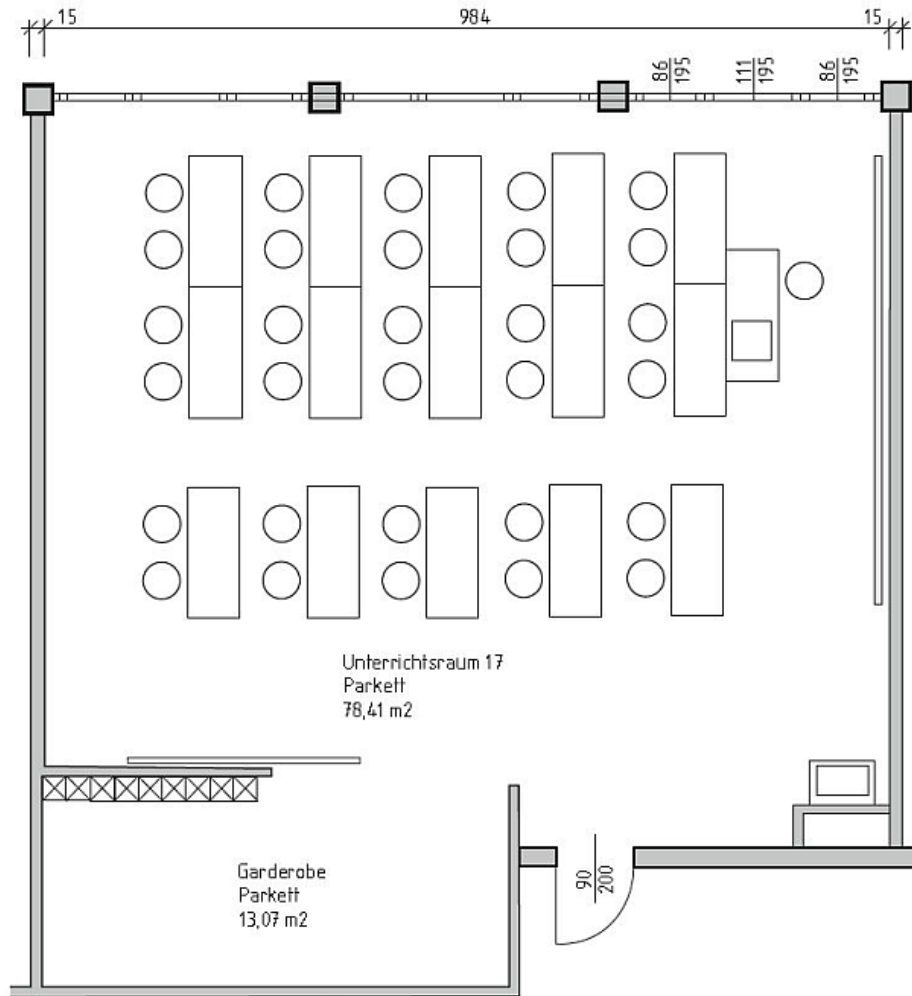 15 984 15
86 111 86
195 195 195
Unterrichtsraum 17
Parkett
78,41 m2
Garderobe
Parkett
13,07 m2
90
200